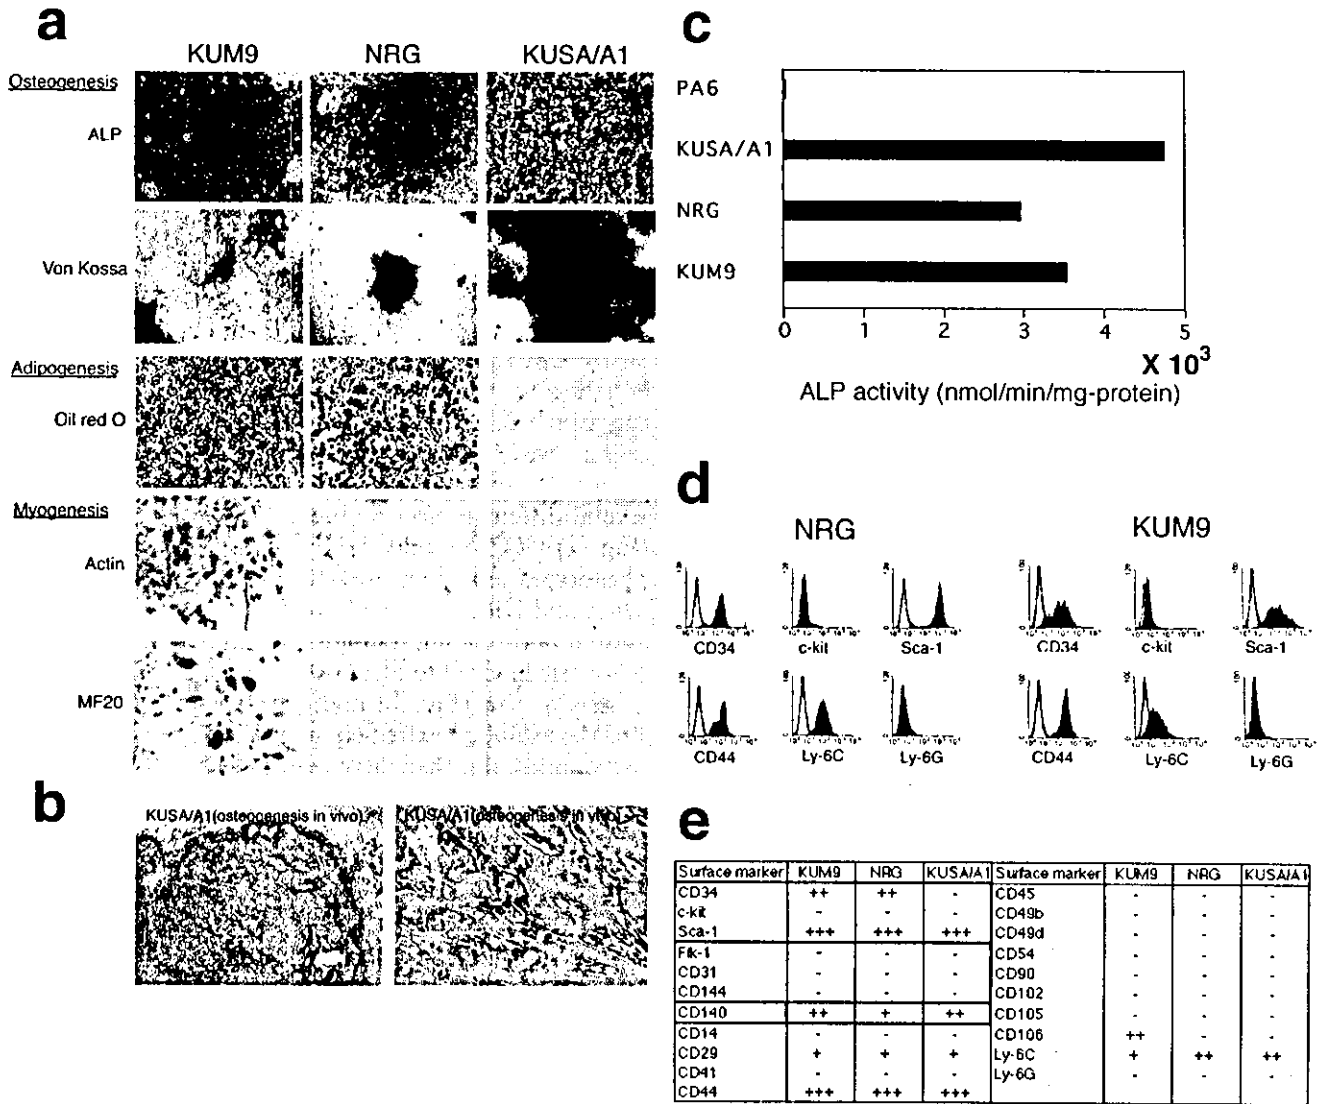 a
KUM9 NRG KUSA/A1
Osteogenesis
ALP
Von Kossa
Adipogenesis
Oil red O
Myogenesis
Actin
MF20
b
KUSA/A1(osteogenesis in vivo)
KUSA/A1(osteogenesis in vivo)
c
PA6
KUSA/A1
NRG
KUM9
0 1 2 3 4 5
X 10³
ALP activity (nmol/min/mg-protein)
d
NRG KUM9
CD34 c-kit Sca-1 CD34 c-kit Sca-1
CD44 Ly-6C Ly-6G CD44 Ly-6C Ly-6G
e
Surface marker KUM9 NRG KUSA/A1 Surface marker KUM9 NRG KUSA/A1
CD34 ++ ++ - CD45 - - -
c-kit - - - CD49b - - -
Sca-1 +++ +++ +++ CD49d - - -
Flk-1 - - - CD54 - - -
CD31 - - - CD90 - - -
CD144 - - - CD102 - - -
CD140 ++ + ++ CD105 - - -
CD14 - - - CD106 ++ - -
CD29 + + + Ly-6C + ++ ++
CD41 - - - Ly-6G - - -
CD44 +++ +++ +++